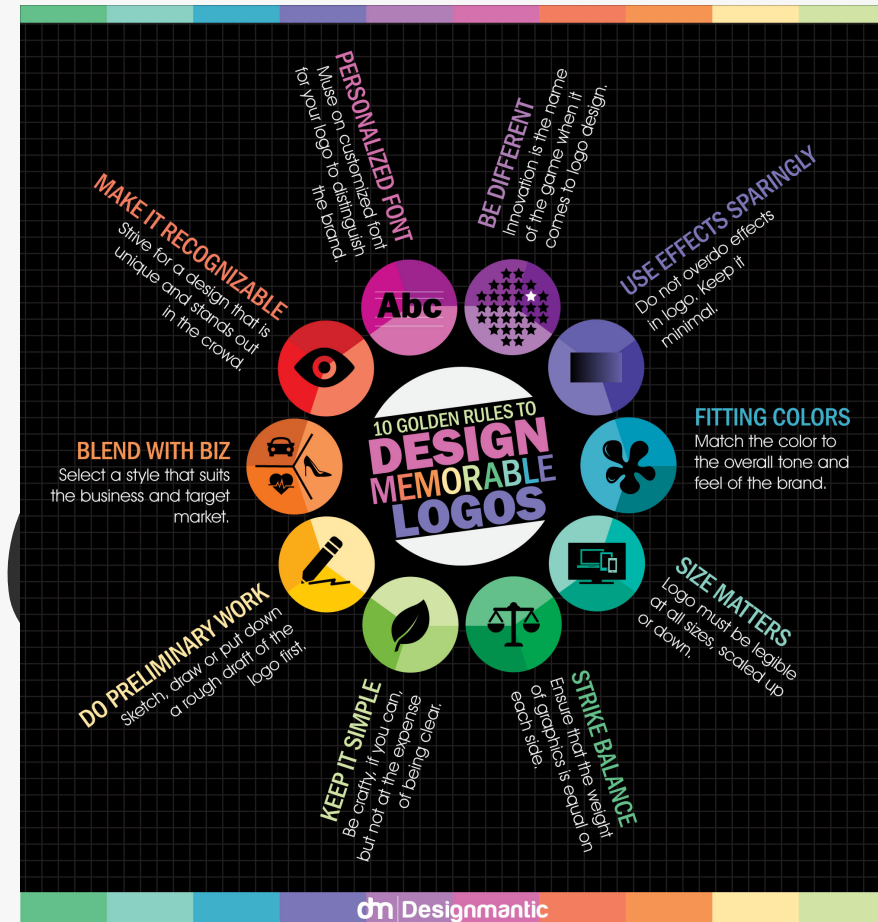 10 GOLDEN RULES TO
DESIGN
MEMORABLE
LOGOS
BE DIFFERENT
Innovation is the name
of the game when it
comes to logo design.
USE EFFECTS SPARINGLY
Do not overdo effects
in logo. Keep it
minimal.
FITTING COLORS
Match the color to
the overall tone and
feel of the brand.
SIZE MATTERS
Logo must be legible
at all sizes, scaled up
or down.
STRIKE BALANCE
Ensure that the weight
of graphics is equal on
each side.
KEEP IT SIMPLE
Be crafty, if you can,
but not at the expense
of being clear.
DO PRELIMINARY WORK
Sketch, draw or put down
a rough draft of the
logo first.
BLEND WITH BIZ
Select a style that suits
the business and target
market.
MAKE IT RECOGNIZABLE
Strive for a design that is
unique and stands out
in the crowd.
PERSONALIZED FONT
Muse on customized font
for your logo to distinguish
the brand.
Abc
dm Designmantic